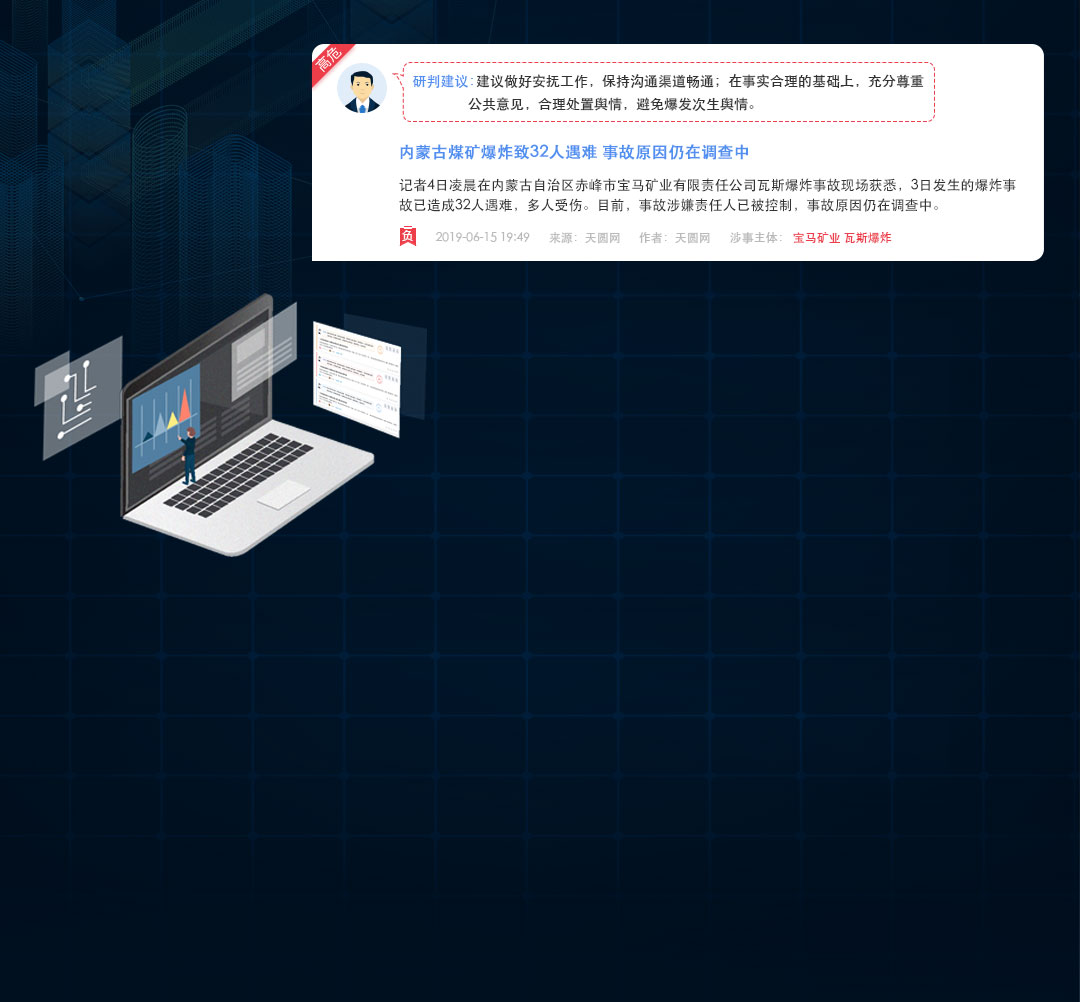 高危
研判建议：建议做好安抚工作，保持沟通渠道畅通；在事实合理的基础上，充分尊重
公共意见，合理处置舆情，避免爆发次生舆情。
内蒙古煤矿爆炸致32人遇难 事故原因仍在调查中
记者4日凌晨在内蒙古自治区赤峰市宝马矿业有限责任公司瓦斯爆炸事故现场获悉，3日发生的爆炸事
故已造成32人遇难，多人受伤。目前，事故涉嫌责任人已被控制，事故原因仍在调查中。
负 2019-06-15 19:49 来源：天圆网 作者：天圆网 涉事主体： 宝马矿业 瓦斯爆炸